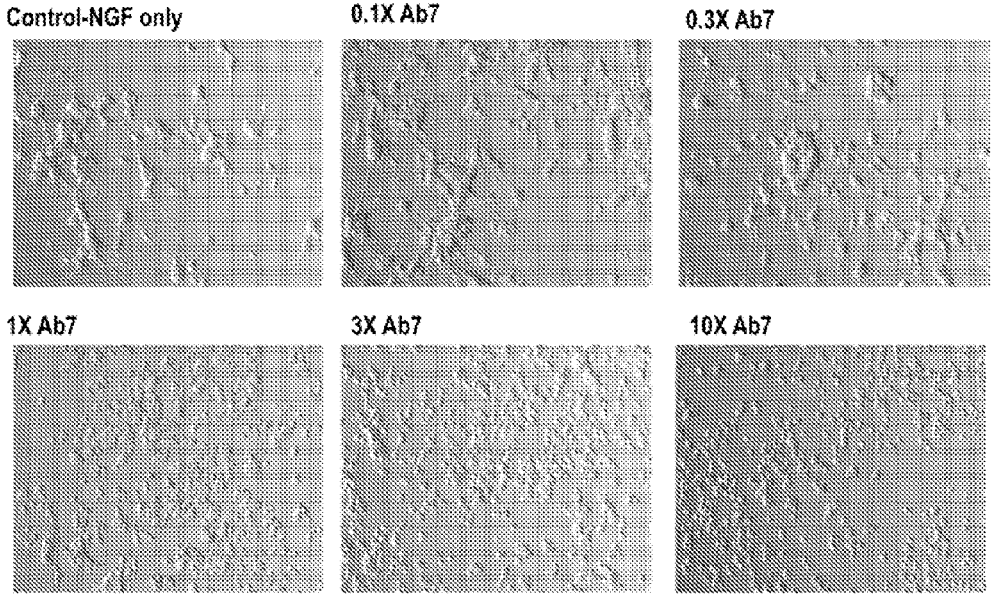 Control-NGF only
0.1X Ab7
0.3X Ab7
1X Ab7
3X Ab7
10X Ab7